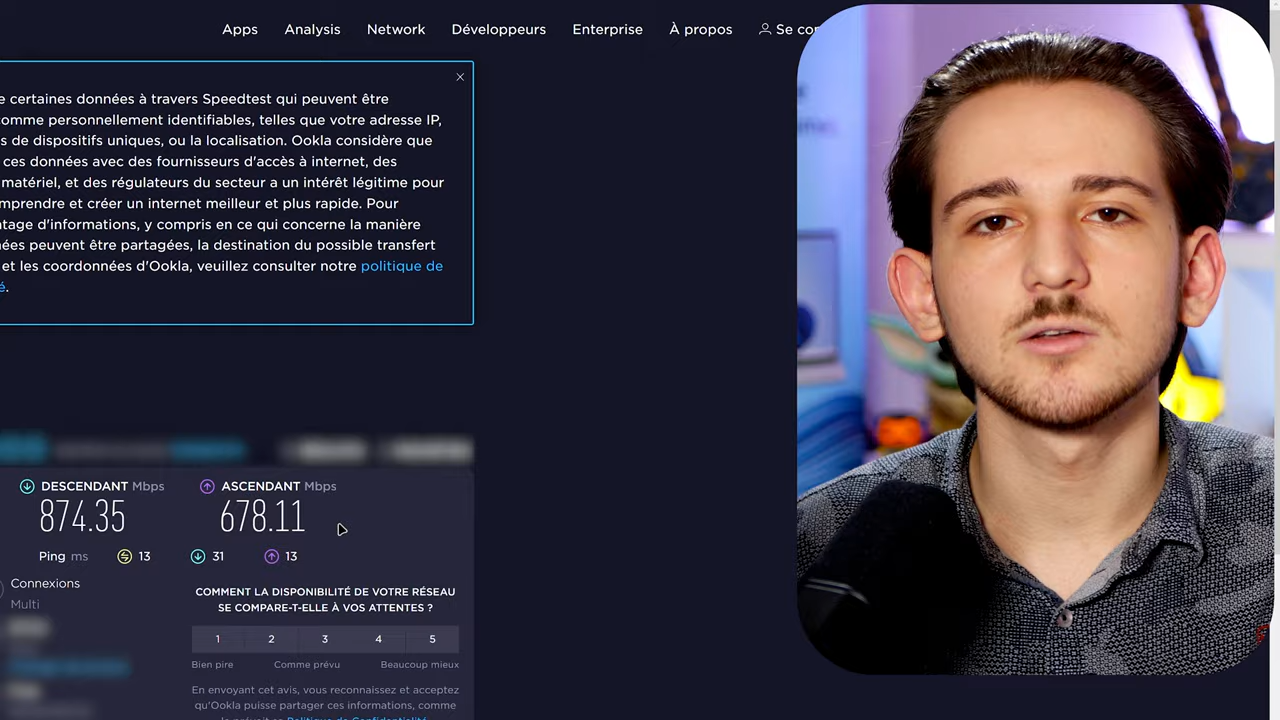 Apps Analysis Network Développeurs Enterprise À propos Se con
e certaines données à travers Speedtest qui peuvent être
comme personnellement identifiables, telles que votre adresse IP,
s de dispositifs uniques, ou la localisation. Ookla considère que
ces données avec des fournisseurs d'accès à internet, des
matériel, et des régulateurs du secteur a un intérêt légitime pour
mprendre et créer un internet meilleur et plus rapide. Pour
ntage d'informations, y compris en ce qui concerne la manière
nées peuvent être partagées, la destination du possible transfert
et les coordonnées d'Ookla, veuillez consulter notre politique de
é.
DESCENDANT Mbps ASCENDANT Mbps
874.35 678.11
Ping ms 13 31 13
Connexions
Multi
COMMENT LA DISPONIBILITÉ DE VOTRE RÉSEAU
SE COMPARE-T-ELLE À VOS ATTENTES ?
1 2 3 4 5
Bien pire Comme prévu Beaucoup mieux
En envoyant cet avis, vous reconnaissez et acceptez
qu'Ookla puisse partager ces informations, comme
Politique de Confidentialité